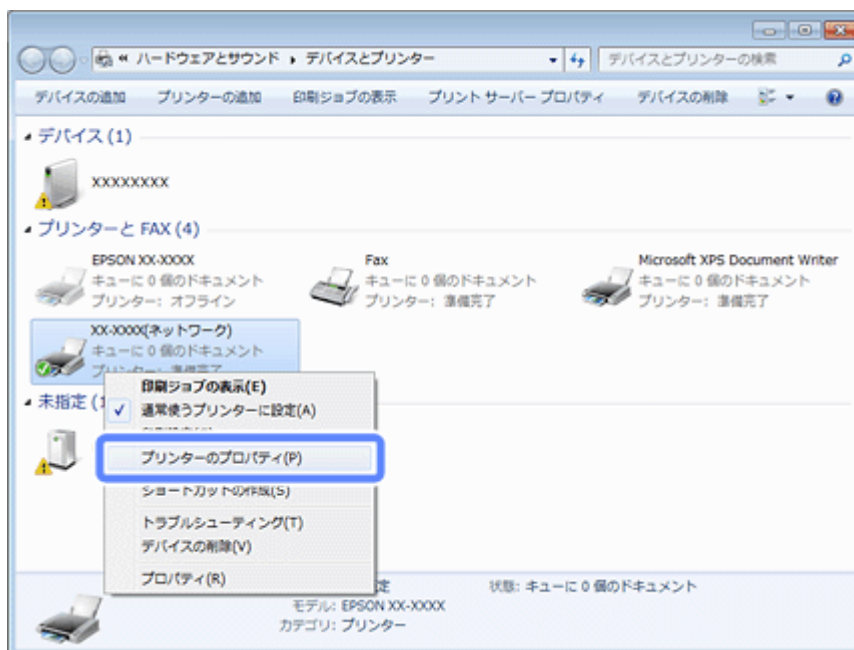 « ハードウェアとサウンド ▸ デバイスとプリンター
デバイスとプリンターの検索
デバイスの追加 プリンターの追加 印刷ジョブの表示 プリント サーバー プロパティ デバイスの削除
デバイス (1)
XXXXXXXX
プリンターと FAX (4)
EPSON XX-XXXX
キューに 0 個のドキュメント
プリンター: オフライン
Fax
キューに 0 個のドキュメント
プリンター: 準備完了
Microsoft XPS Document Writer
キューに 0 個のドキュメント
プリンター: 準備完了
XX-XXXX(ネットワーク)
キューに 0 個のドキュメント
プリンター: 準備完了
未指定 (1
印刷ジョブの表示(E)
通常使うプリンターに設定(A)
プリンターのプロパティ(P)
ショートカットの作成(S)
トラブルシューティング(T)
デバイスの削除(V)
プロパティ(R)
定 状態: キューに 0 個のドキュメント
モデル: EPSON XX-XXXX
カテゴリ: プリンター